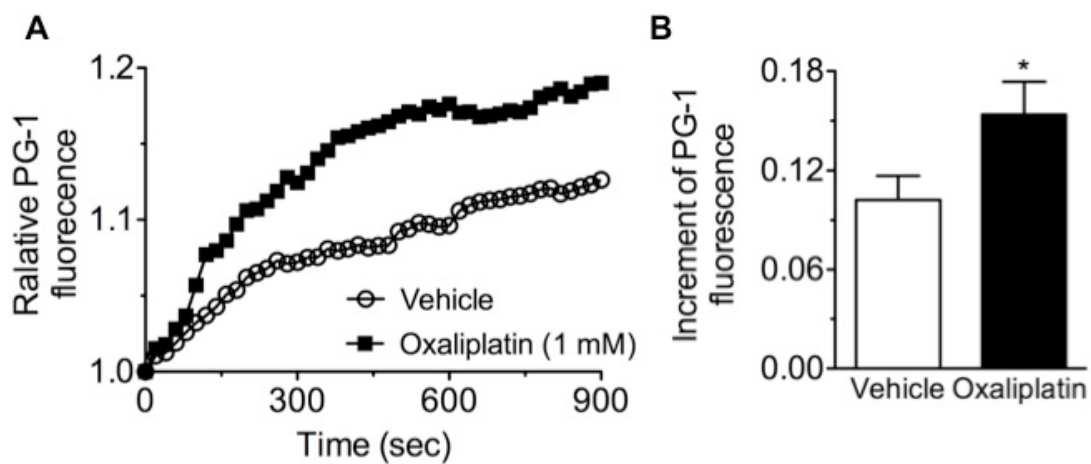 A
Ralative PG-1
fluorecence
1.2
1.1
1.0
0
300
600
900
Time (sec)
Vehicle
Oxaliplatin (1 mM)
B
Increment of PG-1
fluorescence
0.18
0.12
0.06
0.00
*
Vehicle Oxaliplatin